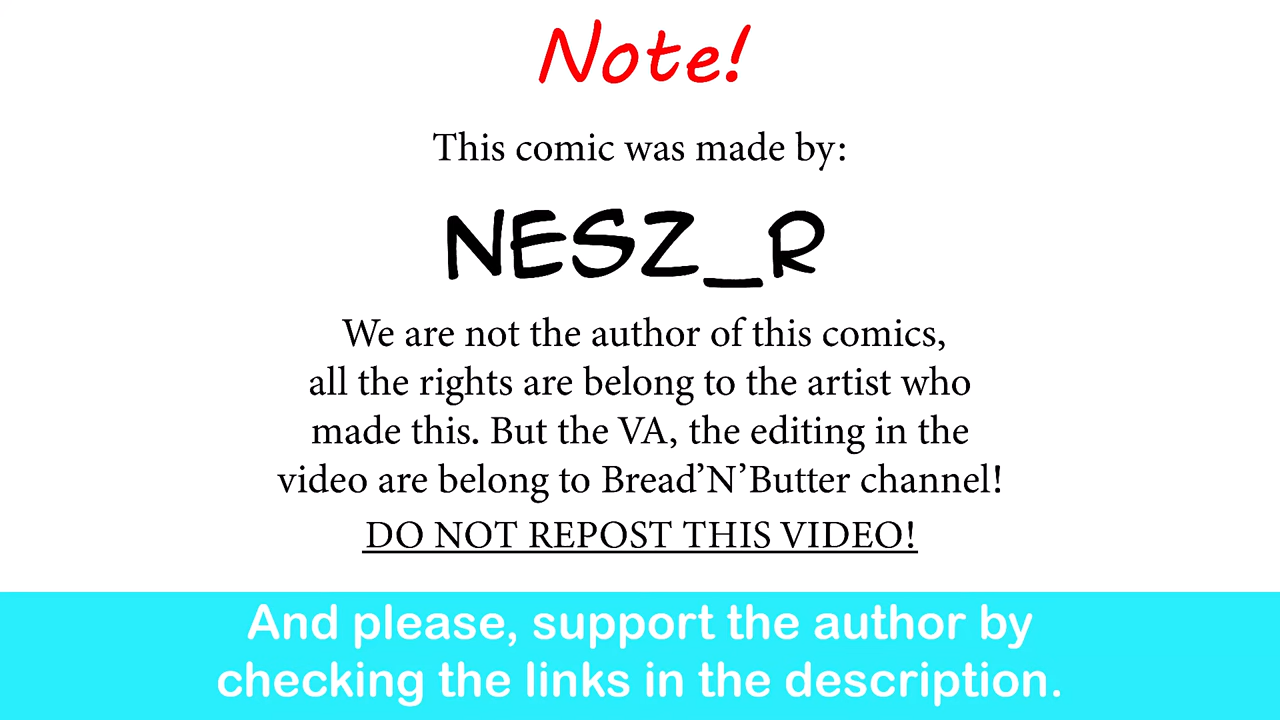 Note!
This comic was made by:
NESZ_R
We are not the author of this comics,
all the rights are belong to the artist who
made this. But the VA, the editing in the
video are belong to Bread’N’Butter channel!
DO NOT REPOST THIS VIDEO!
And please, support the author by
checking the links in the description.